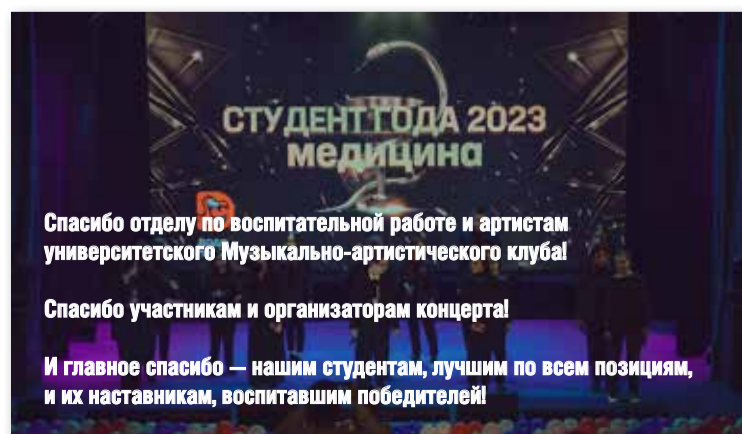 СТУДЕНТ ГОДА 2023
медицина
Спасибо отделу по воспитательной работе и артистам
университетского Музыкально-артистического клуба!
Спасибо участникам и организаторам концерта!
И главное спасибо — нашим студентам, лучшим по всем позициям,
и их наставникам, воспитавшим победителей!